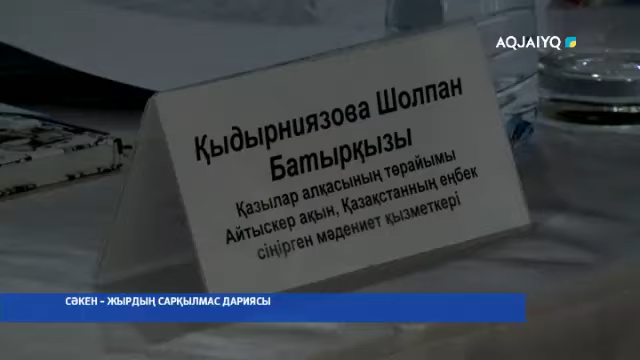 AQJAIYQ
Қыдырниязова Шолпан
Батырқызы
Қазылар алқасының төрайымы
Айтыскер ақын, Қазақстанның еңбек
сіңірген мәдениет қызметкері
СӘКЕН – ЖЫРДЫҢ САРҚЫЛМАС ДАРИЯСЫ